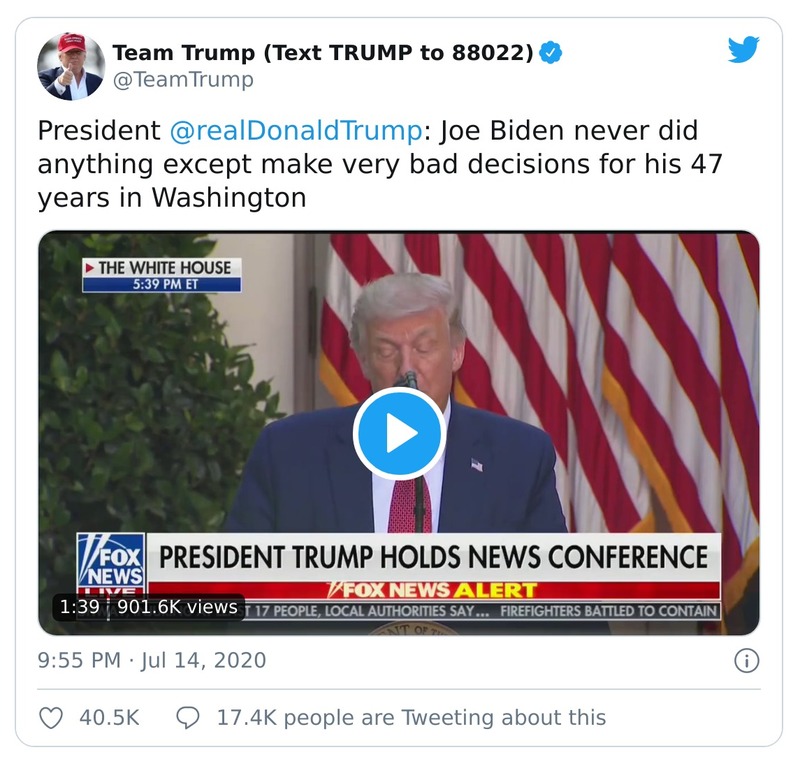 Team Trump (Text TRUMP to 88022)
@TeamTrump
President @realDonaldTrump: Joe Biden never did
anything except make very bad decisions for his 47
years in Washington
THE WHITE HOUSE
5:39 PM ET
FOX
NEWS
LIVE
PRESIDENT TRUMP HOLDS NEWS CONFERENCE
FOX NEWS ALERT
1:39 901.6K views
17 PEOPLE, LOCAL AUTHORITIES SAY... FIREFIGHTERS BATTLED TO CONTAIN
9:55 PM · Jul 14, 2020
40.5K
17.4K people are Tweeting about this